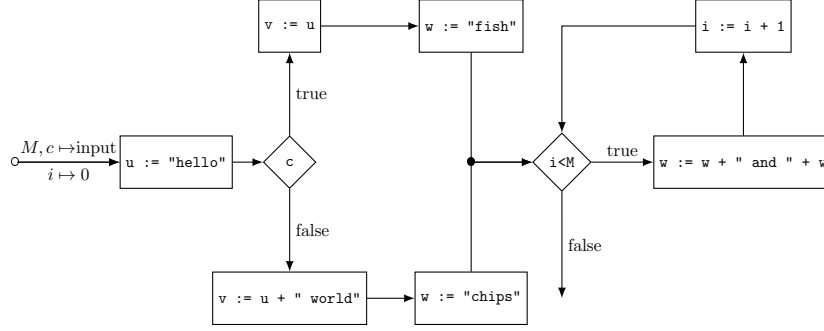 v := u
w := "fish"
i := i + 1
true
M, c ↦input
i ↦ 0
u := "hello"
c
i<M
true
w := w + " and " + w
false
false
v := u + " world"
w := "chips"